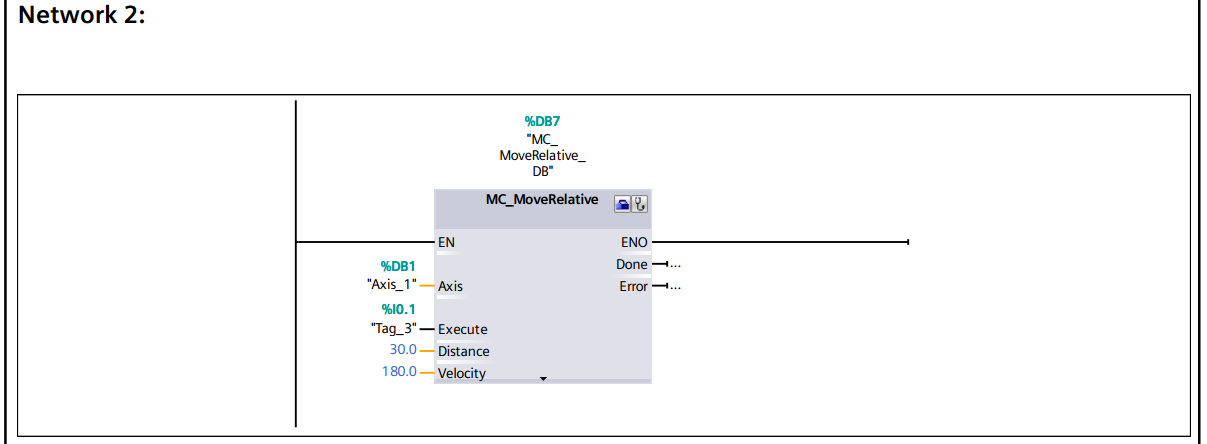 Network 2:
%DB7
"MC_
MoveRelative_
DB"
MC_MoveRelative
EN
ENO
Done
...
%DB1
"Axis_1"
Axis
Error
...
%I0.1
"Tag_3"
Execute
30.0
Distance
180.0
Velocity